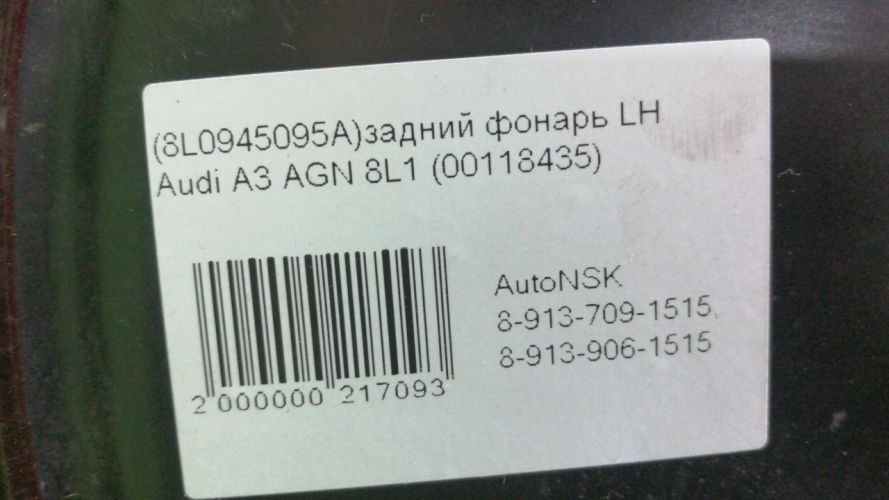 (8L0945095A)задний фонарь LH
Audi A3 AGN 8L1 (00118435)
AutoNSK
8-913-709-1515,
8-913-906-1515
2 000000 217093